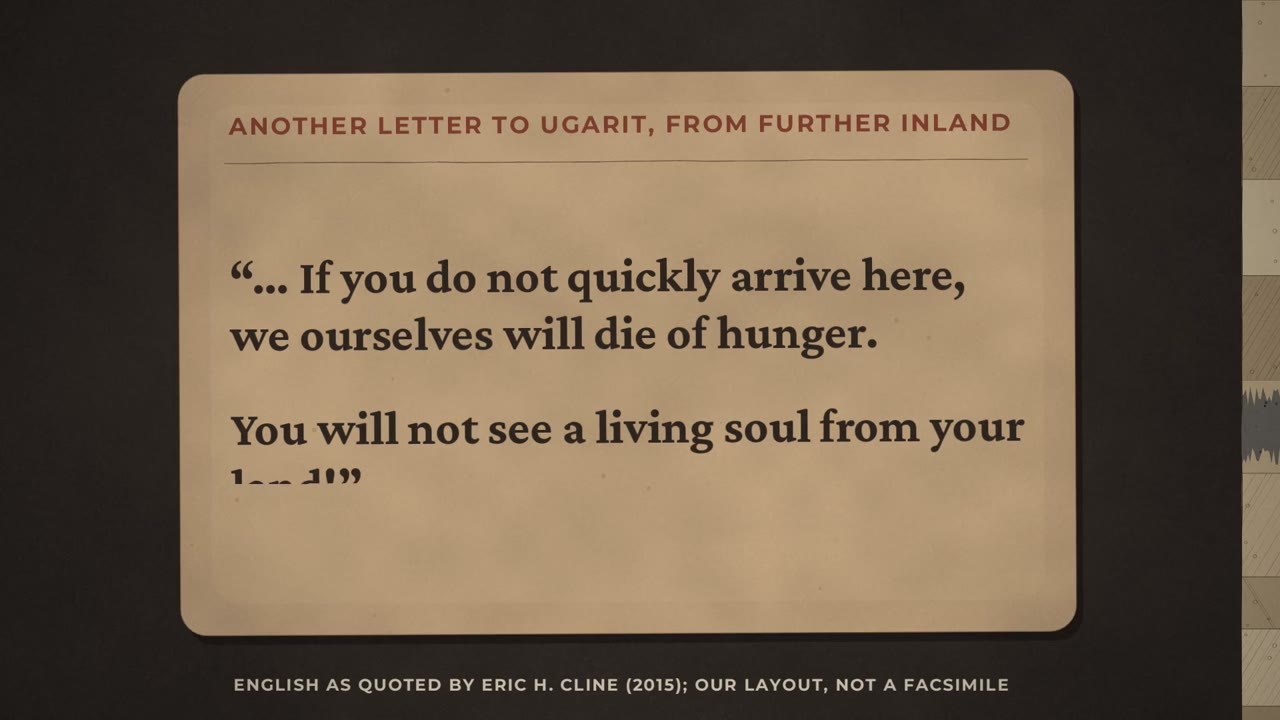 ANOTHER LETTER TO UGARIT, FROM FURTHER INLAND
“... If you do not quickly arrive here,
we ourselves will die of hunger.
You will not see a living soul from your
land!”
ENGLISH AS QUOTED BY ERIC H. CLINE (2015); OUR LAYOUT, NOT A FACSIMILE